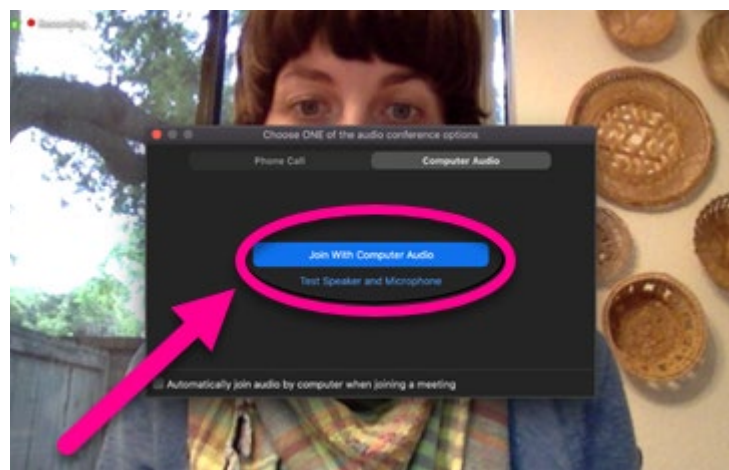 Recording
Choose ONE of the audio conference options
Phone Call
Computer Audio
Join With Computer Audio
Test Speaker and Microphone
Automatically join audio by computer when joining a meeting